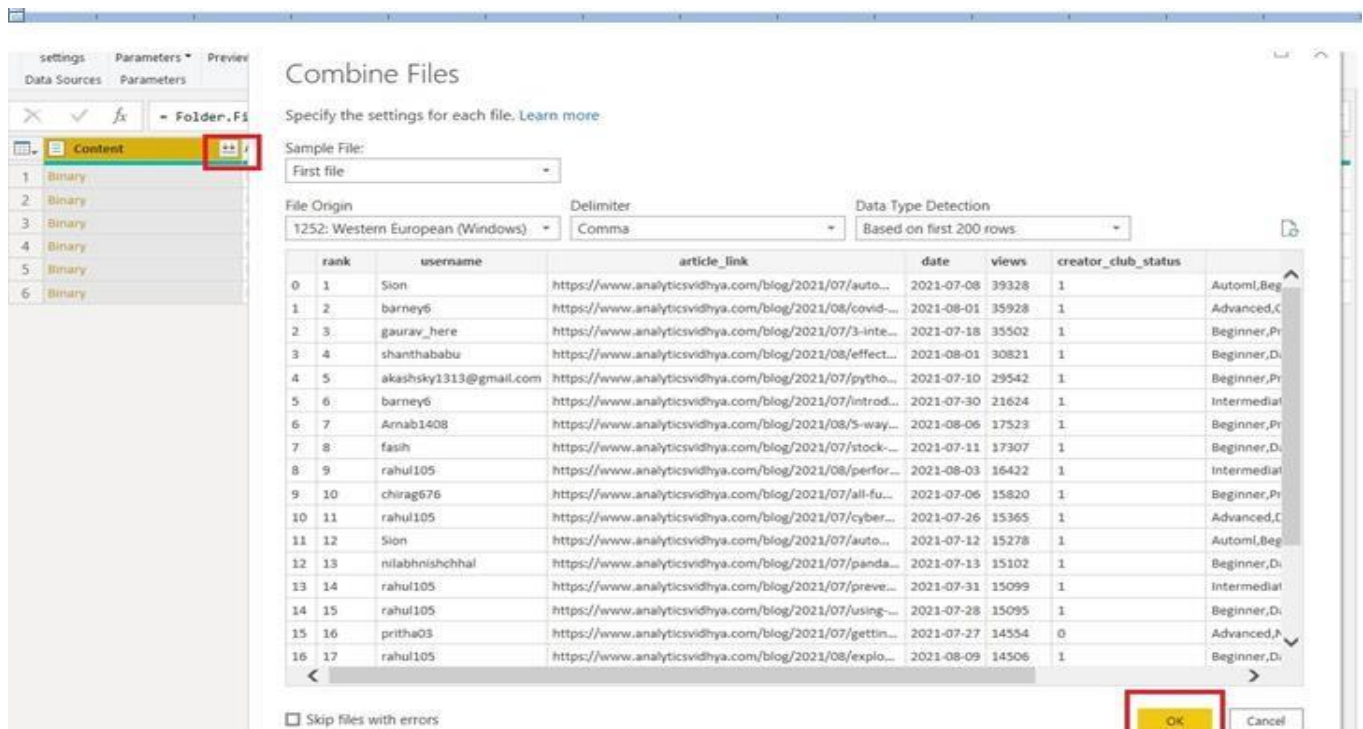 settings Parameters Preview
Data Sources Parameters
fx = Folder.Fi
Content
1 Binary
2 Binary
3 Binary
4 Binary
5 Binary
6 Binary
Combine Files
Specify the settings for each file. Learn more
Sample File:
First file
File Origin Delimiter Data Type Detection
1252: Western European (Windows) Comma Based on first 200 rows
rank username article_link date views creator_club_status
0 1 Sion https://www.analyticsvidhya.com/blog/2021/07/auto... 2021-07-08 39328 1 Automl,Beg
1 2 barney6 https://www.analyticsvidhya.com/blog/2021/08/covid-... 2021-08-01 35928 1 Advanced,C
2 3 gaurav_here https://www.analyticsvidhya.com/blog/2021/07/3-inte... 2021-07-18 35502 1 Beginner,Pr
3 4 shanthababu https://www.analyticsvidhya.com/blog/2021/08/effect... 2021-08-01 30821 1 Beginner,Da
4 5 akashsky1313@gmail.com https://www.analyticsvidhya.com/blog/2021/07/pytho... 2021-07-10 29542 1 Beginner,Pr
5 6 barney6 https://www.analyticsvidhya.com/blog/2021/07/introd... 2021-07-30 21624 1 Intermediat
6 7 Arnab1408 https://www.analyticsvidhya.com/blog/2021/08/5-way... 2021-08-06 17523 1 Beginner,Pr
7 8 fasih https://www.analyticsvidhya.com/blog/2021/07/stock-... 2021-07-11 17307 1 Beginner,Da
8 9 rahul105 https://www.analyticsvidhya.com/blog/2021/08/perfor... 2021-08-03 16422 1 Intermediat
9 10 chirag676 https://www.analyticsvidhya.com/blog/2021/07/all-fu... 2021-07-06 15820 1 Beginner,Pr
10 11 rahul105 https://www.analyticsvidhya.com/blog/2021/07/cyber... 2021-07-26 15365 1 Advanced,C
11 12 Sion https://www.analyticsvidhya.com/blog/2021/07/auto... 2021-07-12 15278 1 Automl,Beg
12 13 nilabhnishchhal https://www.analyticsvidhya.com/blog/2021/07/panda... 2021-07-13 15102 1 Beginner,Da
13 14 rahul105 https://www.analyticsvidhya.com/blog/2021/07/preve... 2021-07-31 15099 1 Intermediat
14 15 rahul105 https://www.analyticsvidhya.com/blog/2021/07/using-... 2021-07-28 15095 1 Beginner,Da
15 16 pritha03 https://www.analyticsvidhya.com/blog/2021/07/gettin... 2021-07-27 14554 0 Advanced,N
16 17 rahul105 https://www.analyticsvidhya.com/blog/2021/08/explo... 2021-08-09 14506 1 Beginner,Da
Skip files with errors
OK Cancel